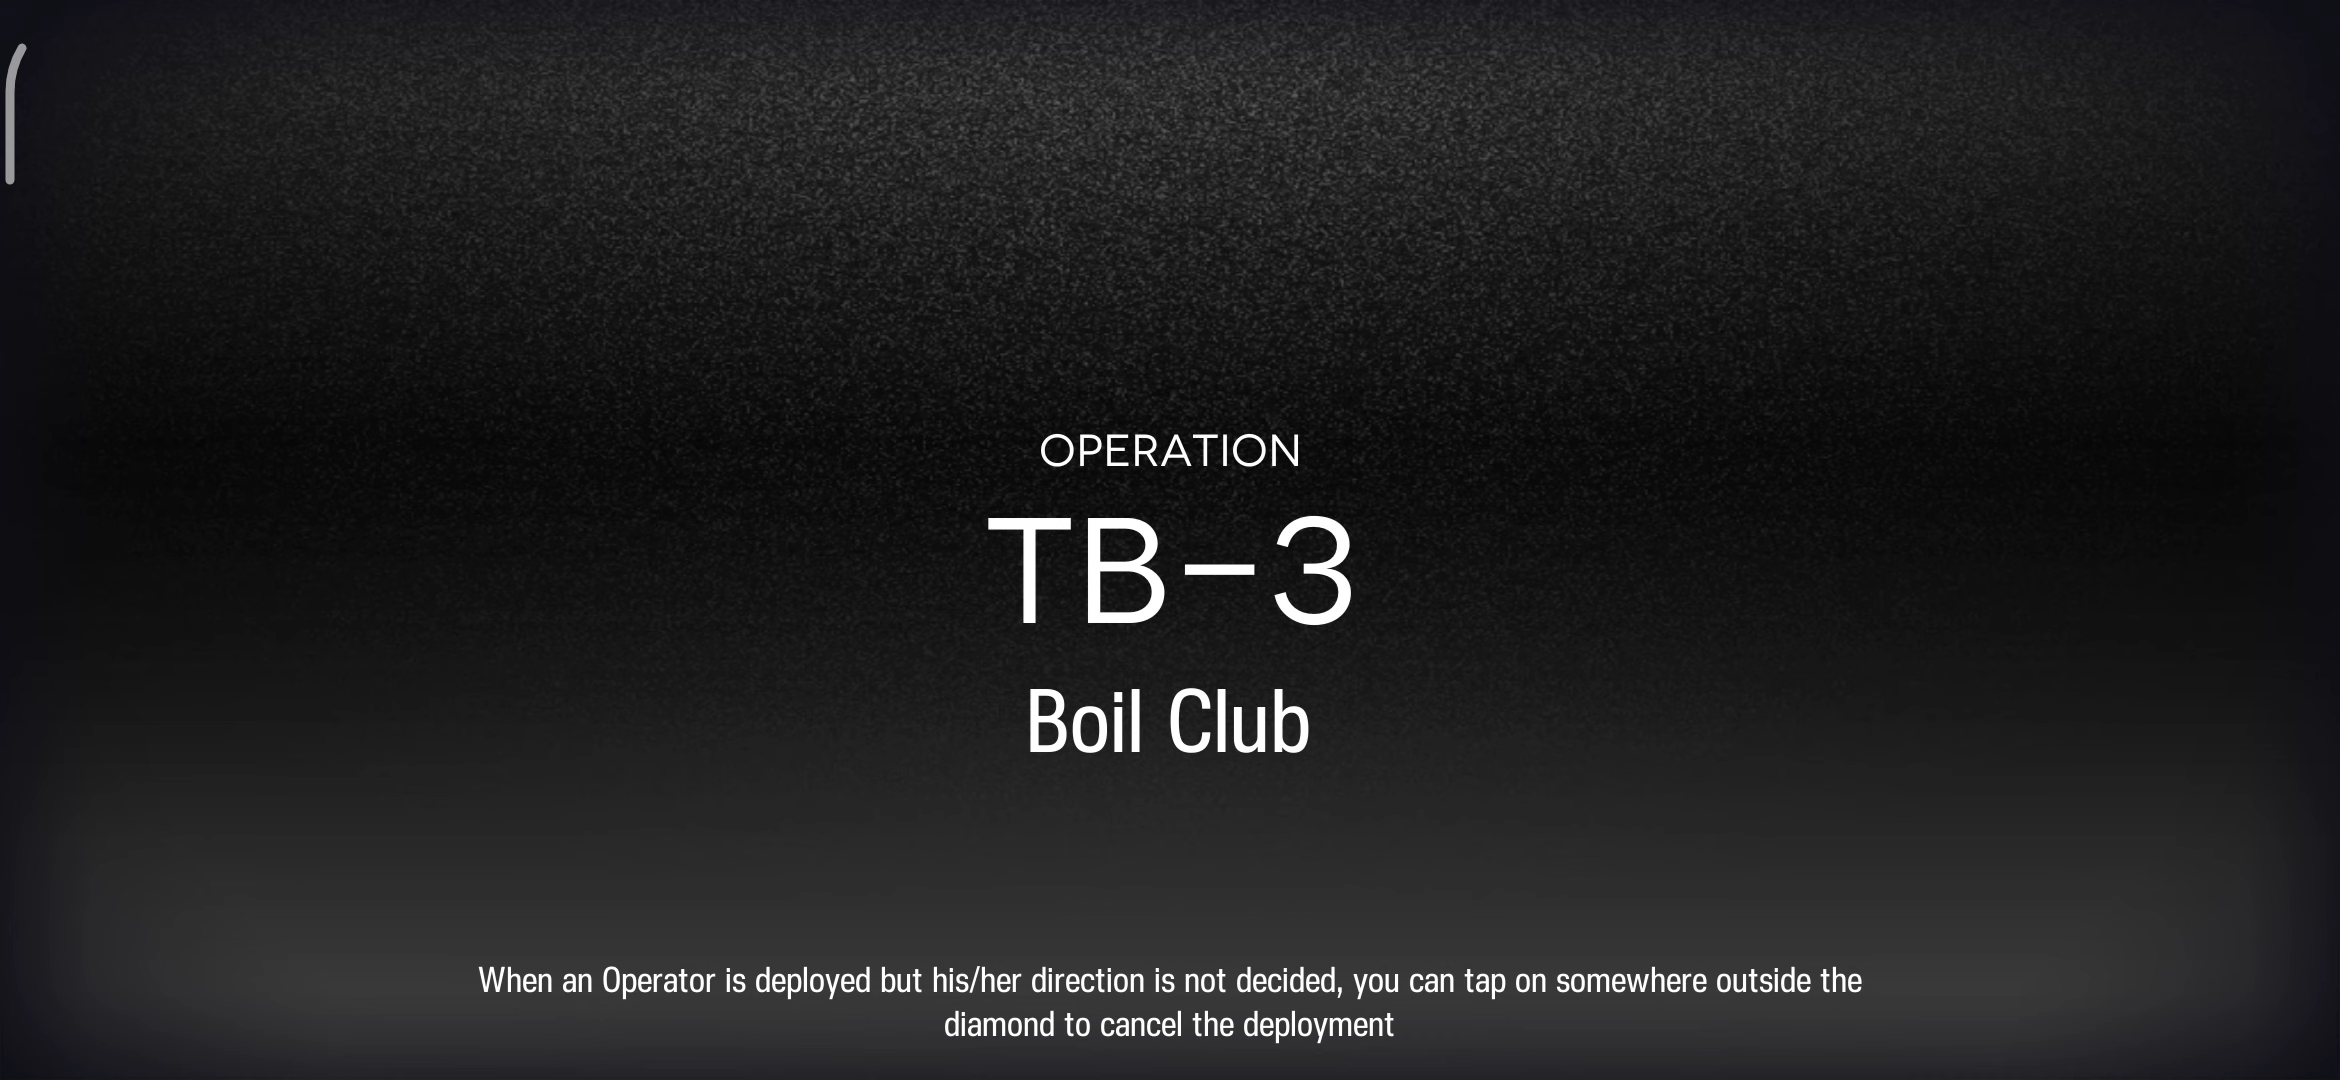 OPERATION
TB-3
Boil Club
When an Operator is deployed but his/her direction is not decided, you can tap on somewhere outside the
diamond to cancel the deployment